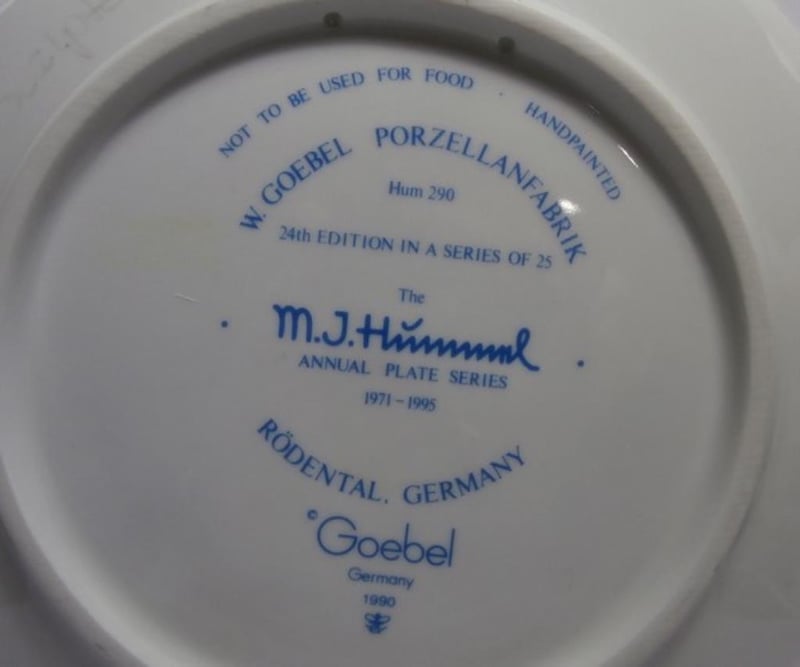 NOT TO BE USED FOR FOOD · HANDPAINTED
W. GOEBEL PORZELLANFABRIK
Hum 290
24th EDITION IN A SERIES OF 25
The
M.J.Hummel
ANNUAL PLATE SERIES
1971–1995
RÖDENTAL, GERMANY
©Goebel
Germany
1990